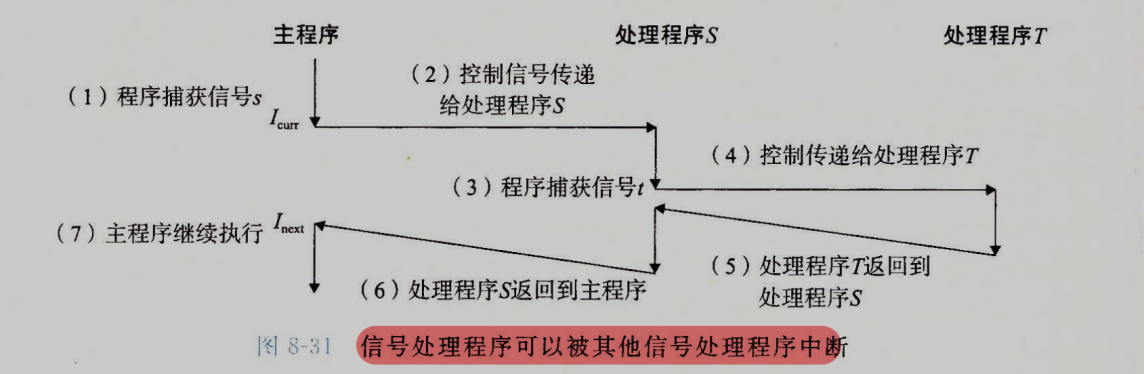 主程序
处理程序S
处理程序T
(1)程序捕获信号s
I curr
(2)控制信号传递
给处理程序S
(3)程序捕获信号t
(4)控制传递给处理程序T
(5)处理程序T返回到
处理程序S
(6)处理程序S返回到主程序
(7)主程序继续执行
I next
图 8-31 信号处理程序可以被其他信号处理程序中断